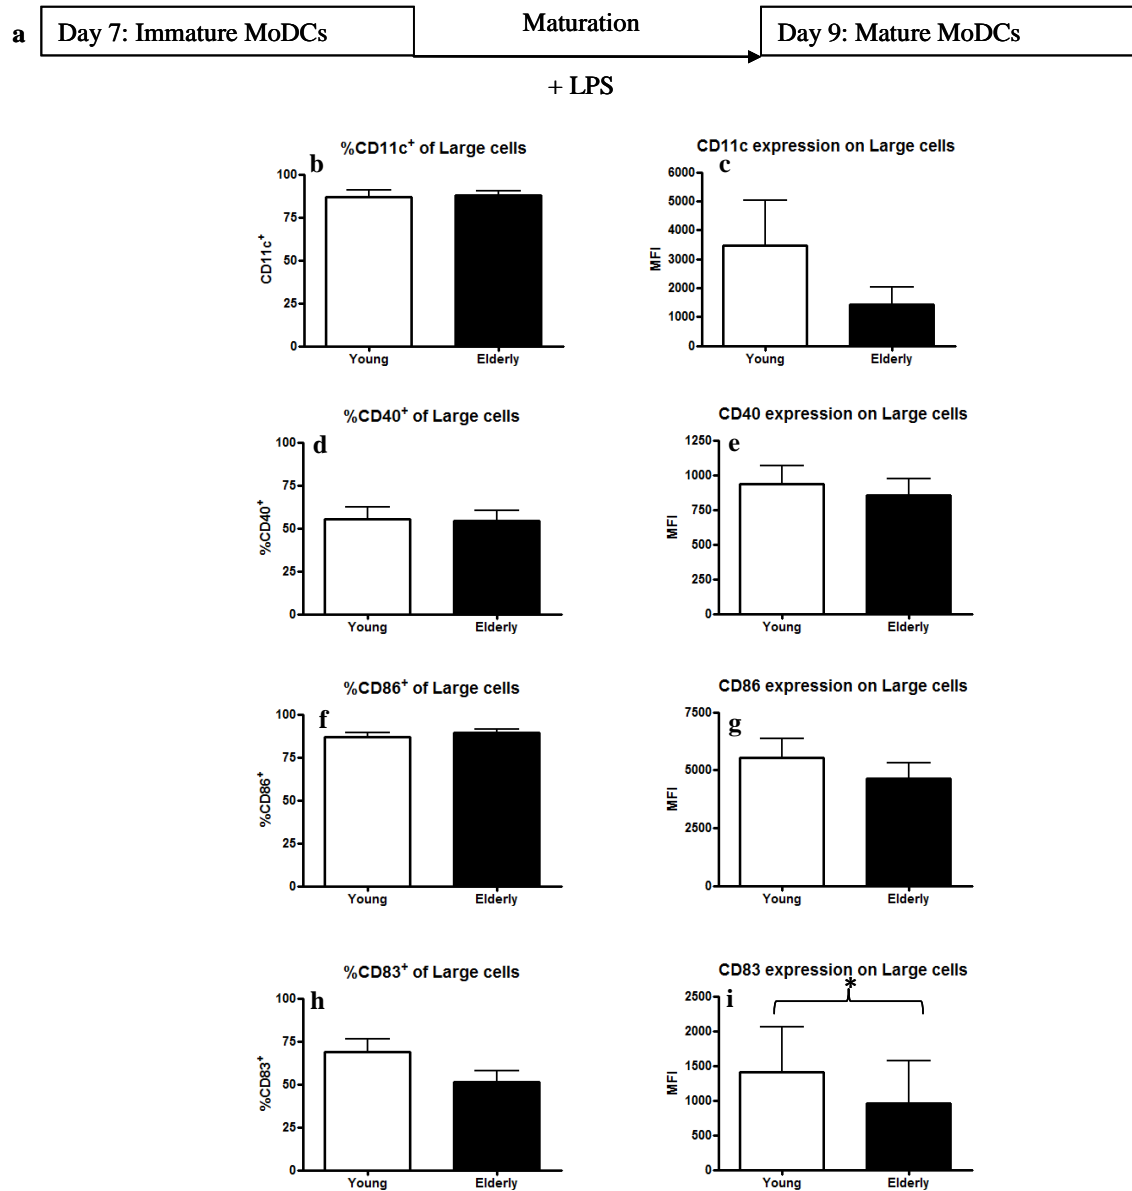 a
Day 7: Immature MoDCs
Maturation
Day 9: Mature MoDCs
+ LPS
%CD11c⁺ of Large cells
b
100
75
50
25
0
CD11c⁺
Young
Elderly
CD11c expression on Large cells
c
6000
5000
4000
3000
2000
1000
0
MFI
Young
Elderly
%CD40⁺ of Large cells
d
100
75
50
25
0
%CD40⁺
Young
Elderly
CD40 expression on Large cells
e
1250
1000
750
500
250
0
MFI
Young
Elderly
%CD86⁺ of Large cells
f
100
75
50
25
0
%CD86⁺
Young
Elderly
CD86 expression on Large cells
g
7500
5000
2500
0
MFI
Young
Elderly
%CD83⁺ of Large cells
h
100
75
50
25
0
%CD83⁺
Young
Elderly
CD83 expression on Large cells
*
i
2500
2000
1500
1000
500
0
MFI
Young
Elderly